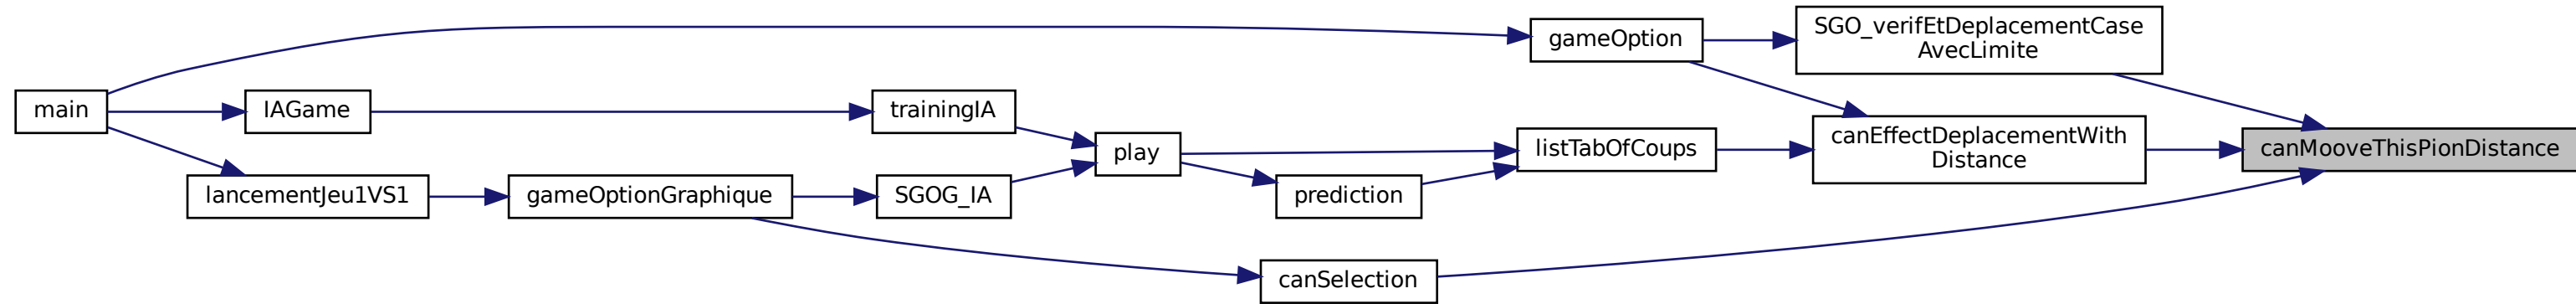 main
IAGame
lancementJeu1VS1
gameOptionGraphique
trainingIA
SGOG_IA
play
canSelection
prediction
listTabOfCoups
gameOption
SGO_verifEtDeplacementCase
AvecLimite
canEffectDeplacementWith
Distance
canMooveThisPionDistance